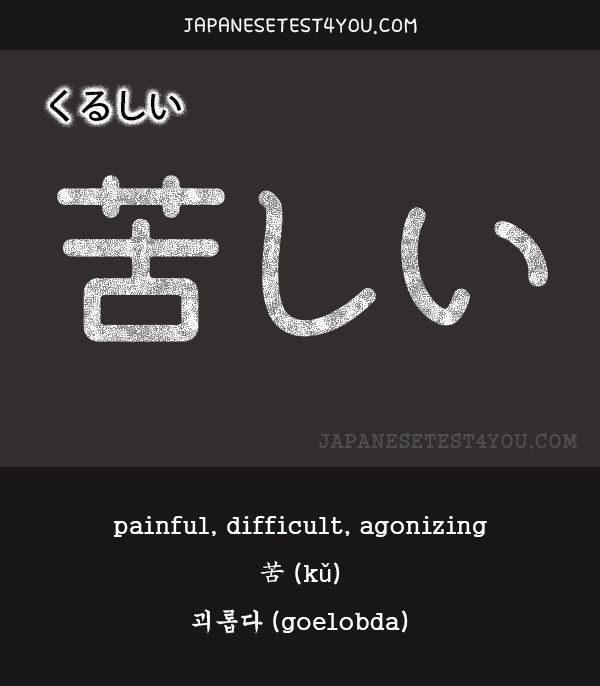 JAPANESETEST4YOU.COM
くるしい
苦しい
JAPANESETEST4YOU.COM
painful, difficult, agonizing
苦 (kǔ)
괴롭다 (goelobda)